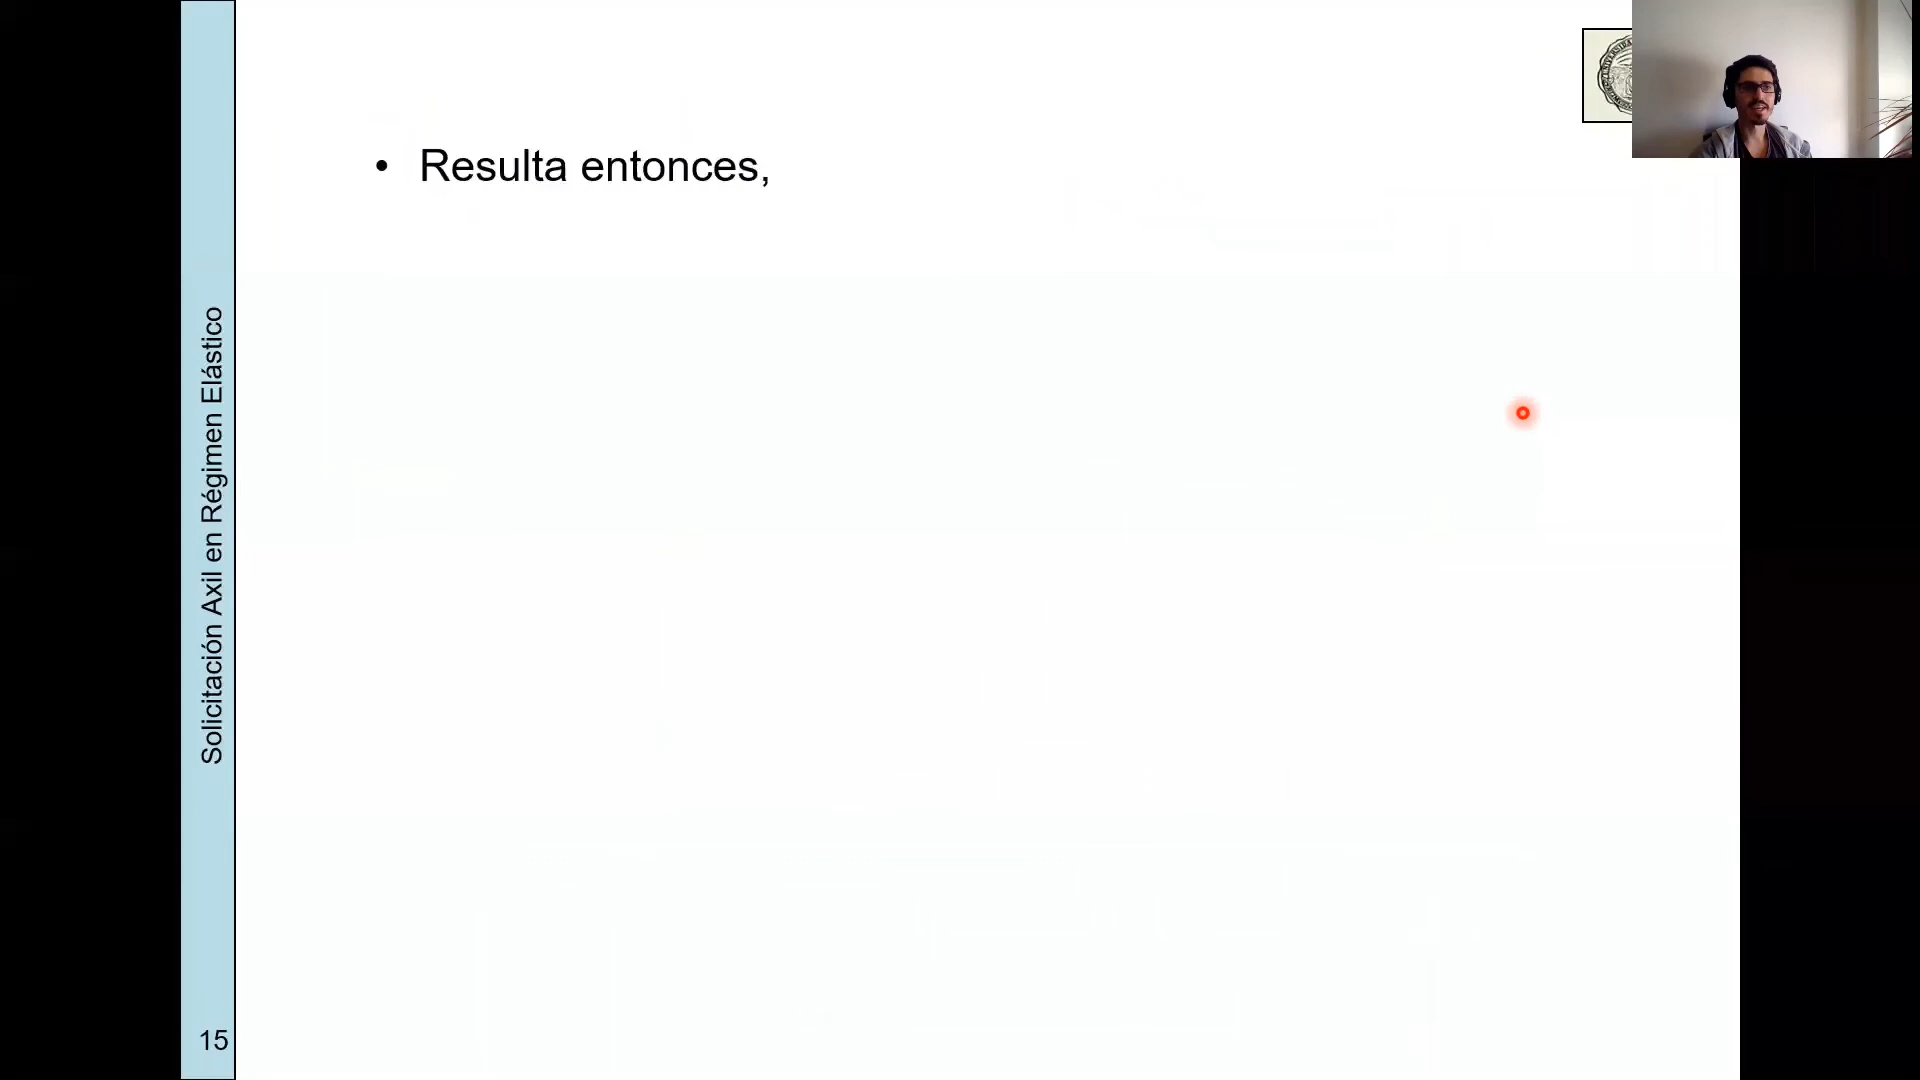 • Resulta entonces,
Solicitación Axil en Régimen Elástico
15